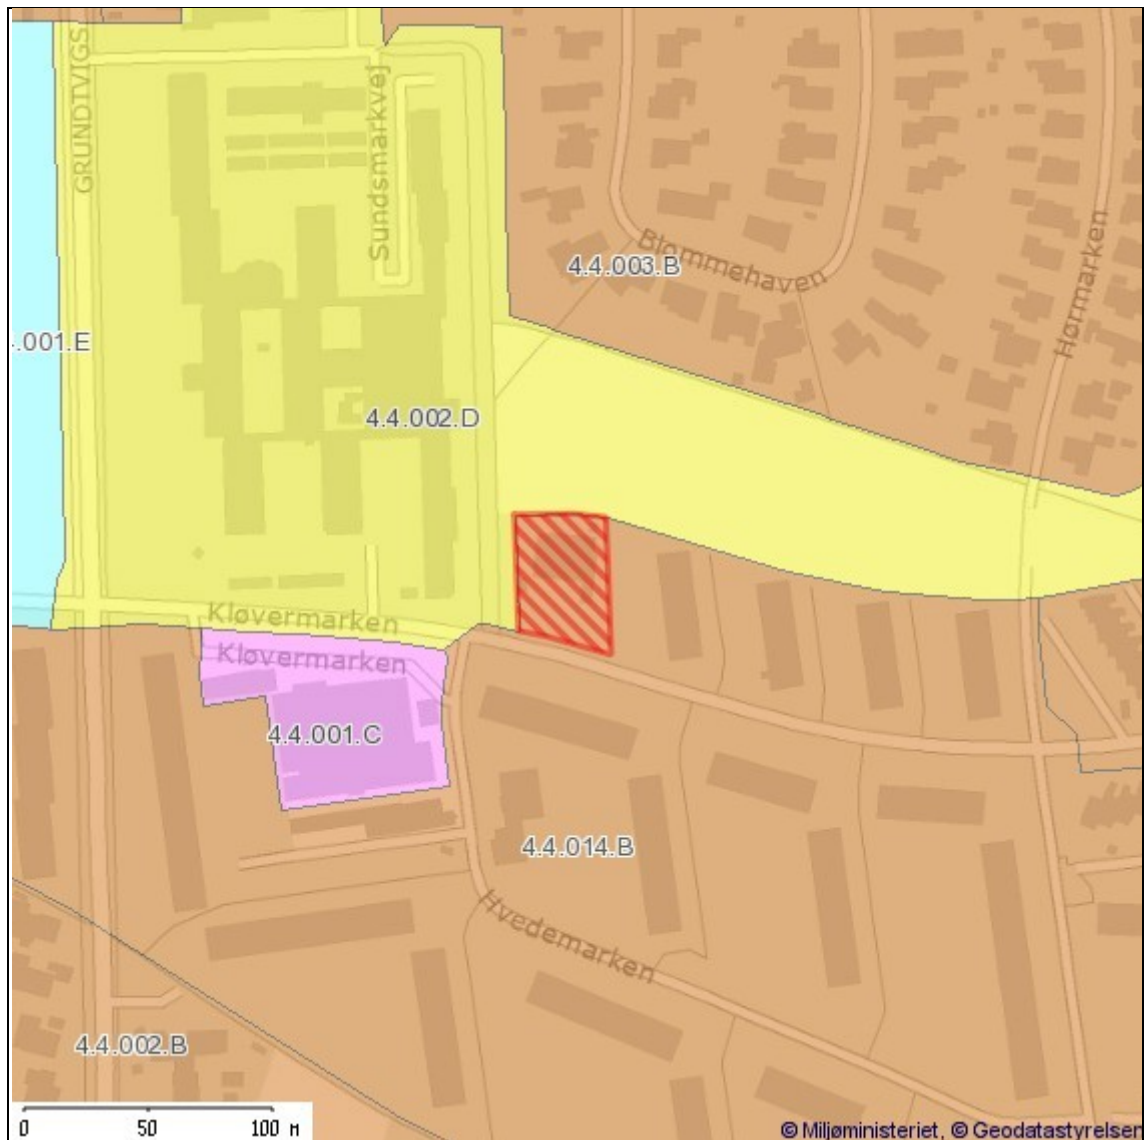 GRUNDTVIGS
Sundsmarkvej
Blommehaven
4.4.003.B
Hørmarken
.001.E
4.4.002.D
Kløvermarken
Kløvermarken
4.4.001.C
4.4.014.B
Hvedemarken
4.4.002.B
0 50 100 M
© Miljøministeriet, © Geodatastyrelsen